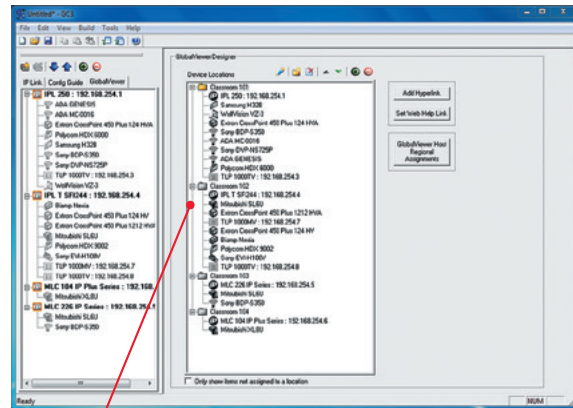 Untitled* - GC3
File Edit View Build Tools Help
IP Link Config Guide GlobalViewer
IPL 250 : 192.168.254.1
ADA GENESIS
ADA MC-0016
Extron CrossPoint 450 Plus 124 HVA
Polycom HDX 8000
Samsung H328
Sony BDP-S350
Sony DVP-NS725P
TLP 1000TV : 192.168.254.3
WallVision VZ-3
IPL T SFI244 : 192.168.254.4
Biamp Nexia
Extron CrossPoint 450 Plus 124 HV
Extron CrossPoint 450 Plus 1212 HVA
Mitsubishi SL6U
Polycom HDX 9002
Sony EVI-H100V
TLP 1000MV : 192.168.254.7
TLP 1000TV : 192.168.254.8
MLC 104 IP Plus Series : 192.168.
Mitsubishi XL8U
MLC 226 IP Series : 192.168.254.5
Mitsubishi SL6U
Sony BDP-S350
GlobalViewer Designer
Device Locations
Classroom 101
IPL 250 : 192.168.254.1
Samsung H328
WallVision VZ-3
Extron CrossPoint 450 Plus 124 HVA
Polycom HDX 8000
Sony BDP-S350
ADA MC-0016
Sony DVP-NS725P
ADA GENESIS
TLP 1000TV : 192.168.254.3
Classroom 102
IPL T SFI244 : 192.168.254.4
Mitsubishi SL6U
Extron CrossPoint 450 Plus 1212 HVA
TLP 1000MV : 192.168.254.7
Extron CrossPoint 450 Plus 124 HV
Biamp Nexia
Polycom HDX 9002
Sony EVI-H100V
TLP 1000TV : 192.168.254.8
Classroom 103
MLC 226 IP Series : 192.168.254.5
Mitsubishi SL6U
Sony BDP-S350
Classroom 104
MLC 104 IP Plus Series : 192.168.254.6
Mitsubishi XL8U
Add Hyperlink
Set Web Help Link
GlobalViewer Host
Regional
Assignments
Only show items not assigned to a location
Ready
NUM